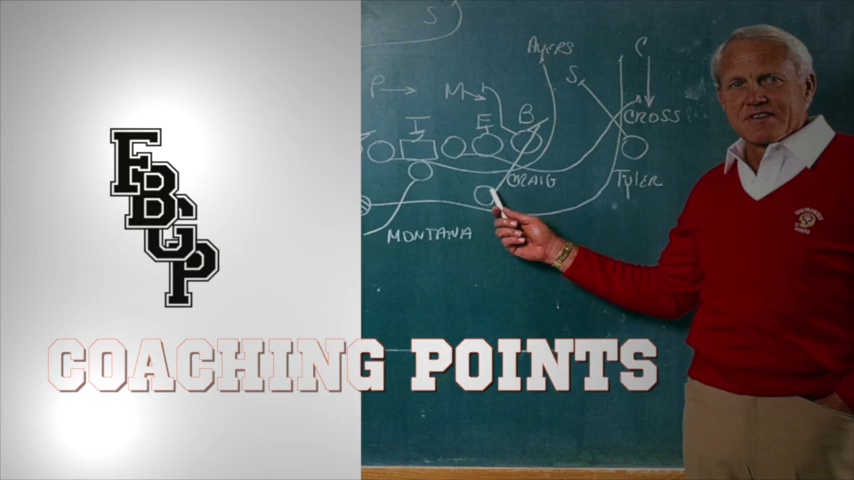 FBGP
COACHING POINTS
S
AYERS
C
S
P
M
B
CROSS
I
E
CRAIG
TYLER
MONTANA